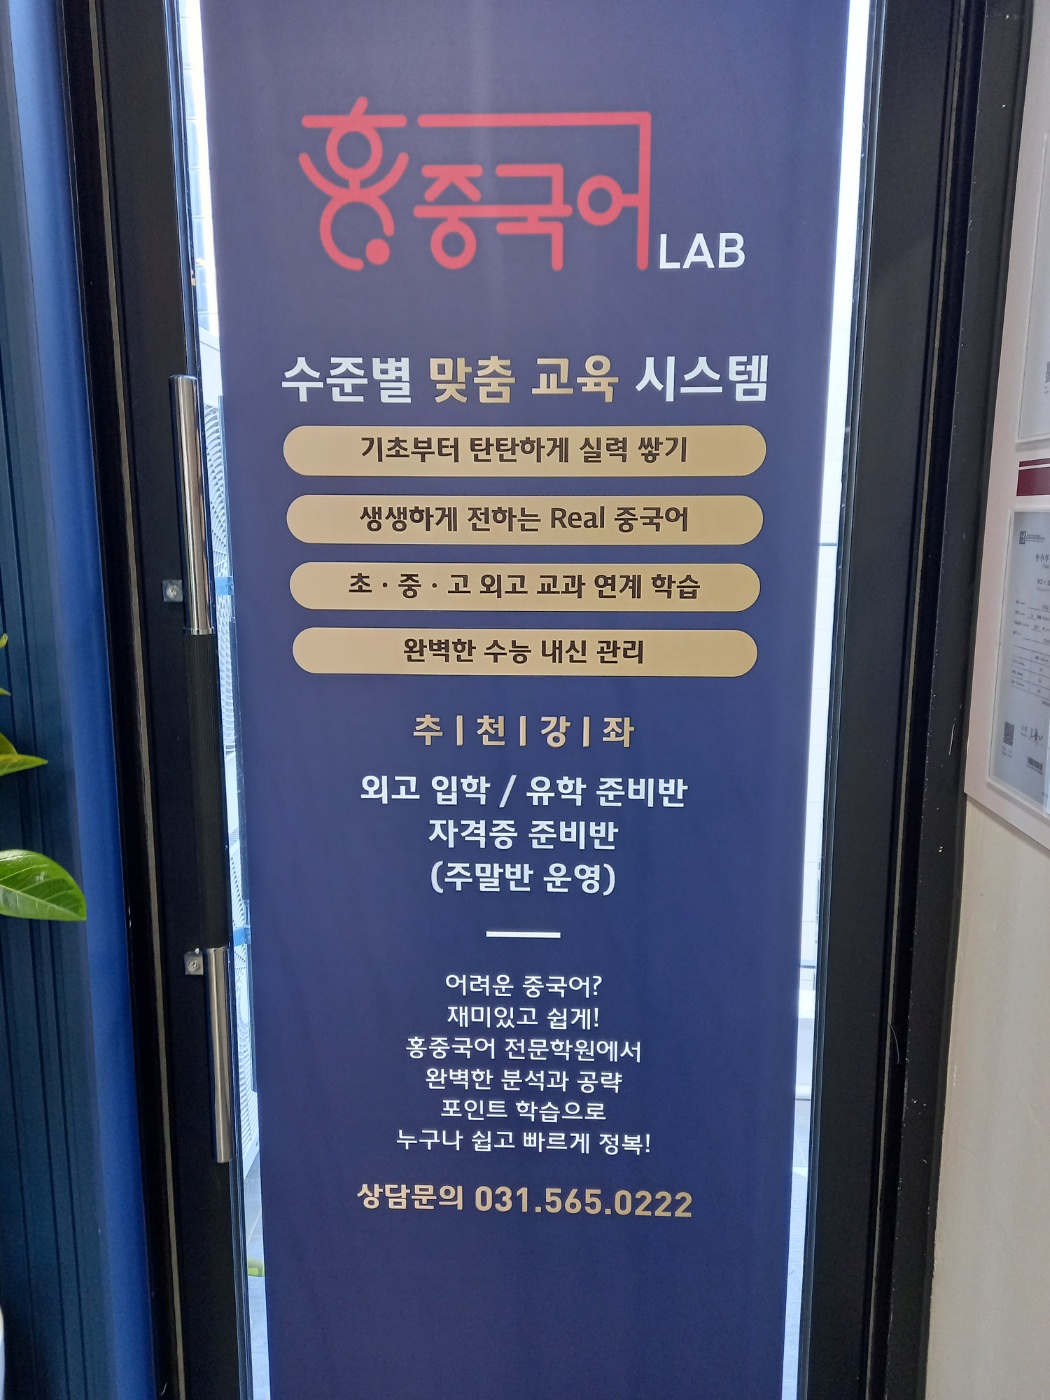 홍중국어 LAB
수준별 맞춤 교육 시스템
기초부터 탄탄하게 실력 쌓기
생생하게 전하는 Real 중국어
초 · 중 · 고 외고 교과 연계 학습
완벽한 수능 내신 관리
추 | 천 | 강 | 좌
외고 입학 / 유학 준비반
자격증 준비반
(주말반 운영)
어려운 중국어?
재미있고 쉽게!
홍중국어 전문학원에서
완벽한 분석과 공략
포인트 학습으로
누구나 쉽고 빠르게 정복!
상담문의 031.565.0222